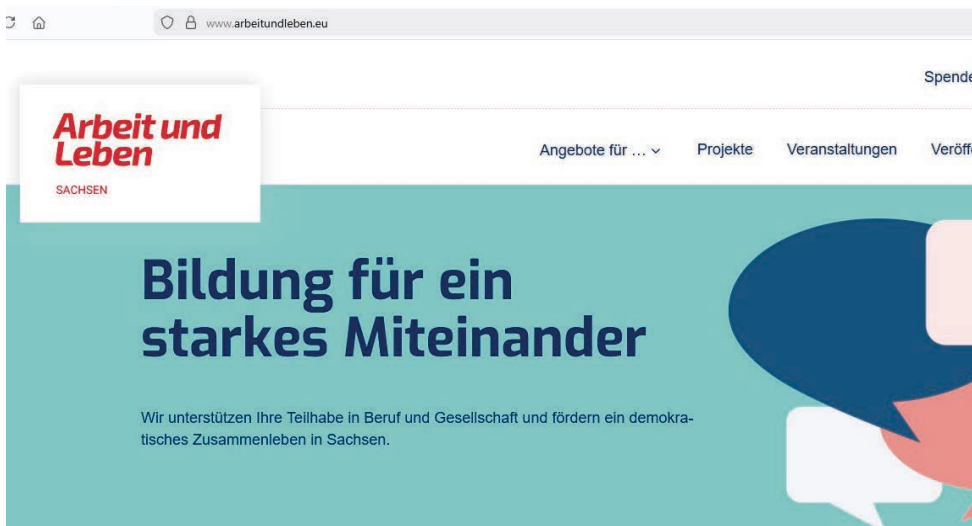 www.arbeitundleben.eu
Spende
Arbeit und
Leben
SACHSEN
Angebote für ... Projekte Veranstaltungen Veröff
Bildung für ein
starkes Miteinander
Wir unterstützen Ihre Teilhabe in Beruf und Gesellschaft und fördern ein demokra-
tisches Zusammenleben in Sachsen.